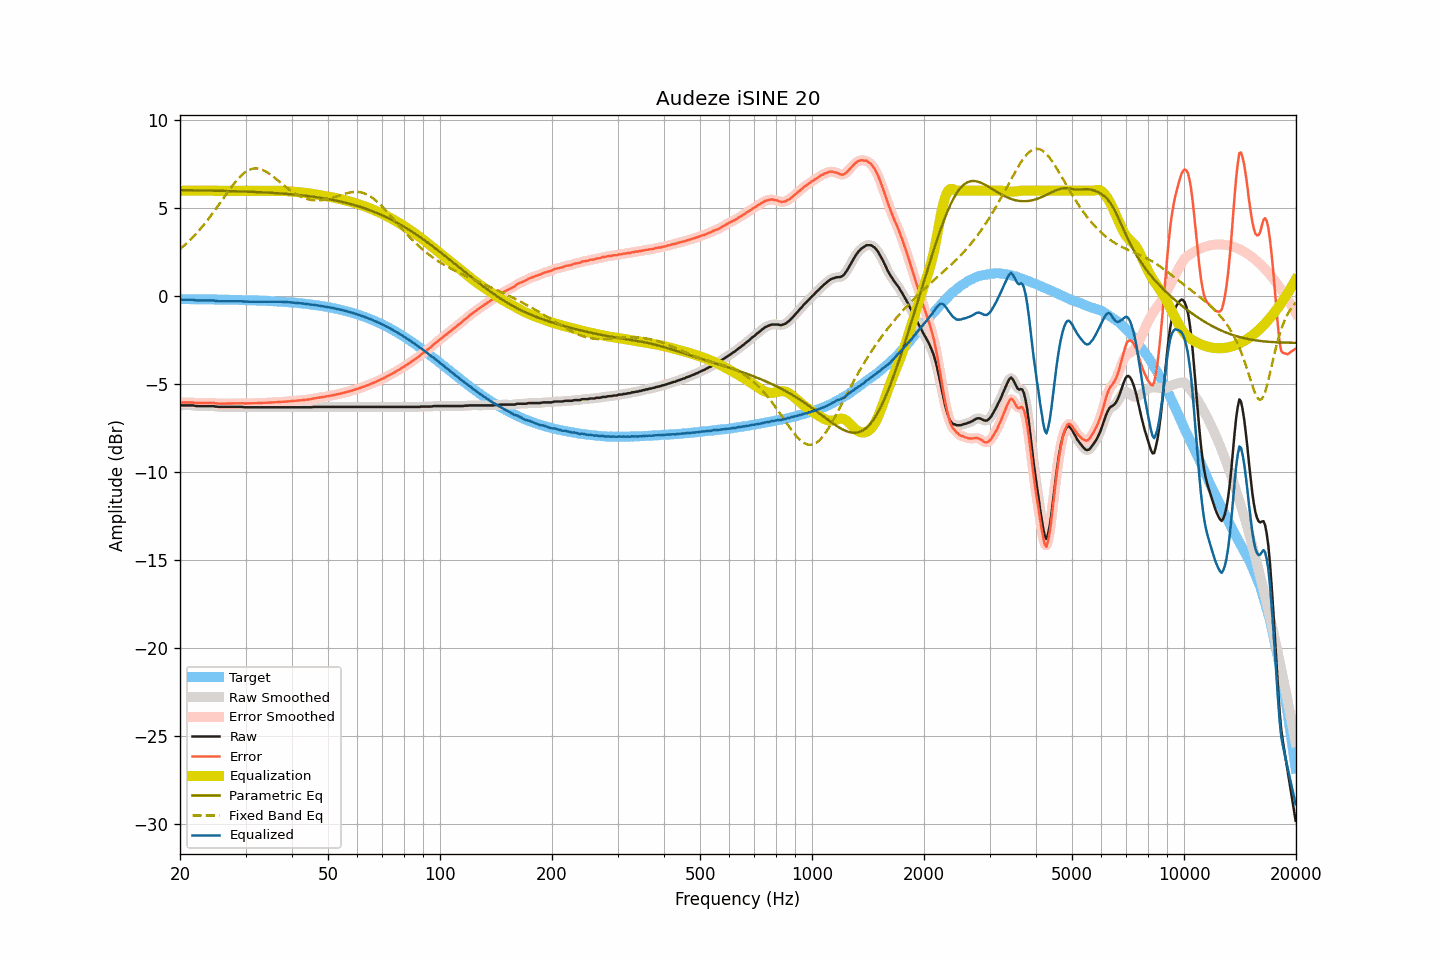 Audeze iSINE 20
10
5
0
−5
−10
−15
−20
−25
−30
Amplitude (dBr)
Target
Raw Smoothed
Error Smoothed
Raw
Error
Equalization
Parametric Eq
Fixed Band Eq
Equalized
20 50 100 200 500 1000 2000 5000 10000 20000
Frequency (Hz)